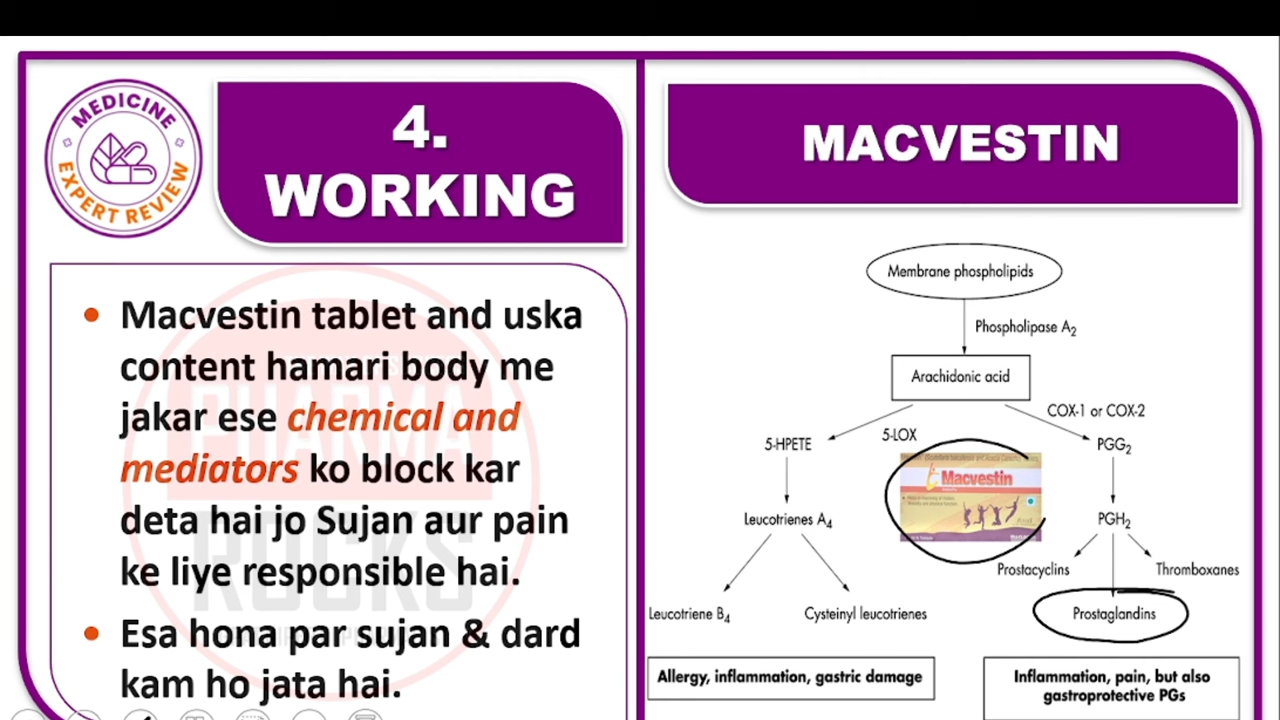 MEDICINE
EXPERT REVIEW
4.
WORKING
Macvestin tablet and uska
content hamari body me
jakar ese chemical and
mediators ko block kar
deta hai jo Sujan aur pain
ke liye responsible hai.
Esa hona par sujan & dard
kam ho jata hai.
PHARMA
ROCKS
MACVESTIN
Membrane phospholipids
Phospholipase A2
Arachidonic acid
COX-1 or COX-2
5-LOX
5-HPETE
PGG2
Macvestin
Leucotrienes A4
PGH2
Prostacyclins
Thromboxanes
Leucotriene B4
Cysteinyl leucotrienes
Prostaglandins
Allergy, inflammation, gastric damage
Inflammation, pain, but also
gastroprotective PGs